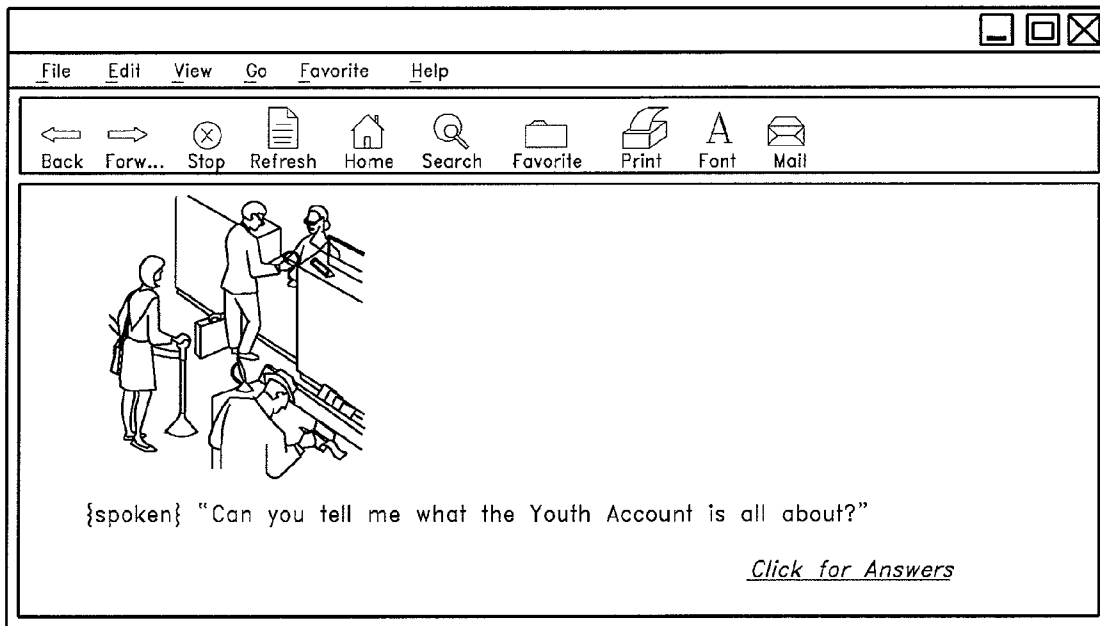 File Edit View Go Favorite Help
Back Forw... Stop Refresh Home Search Favorite Print Font Mail
{spoken} "Can you tell me what the Youth Account is all about?"
Click for Answers